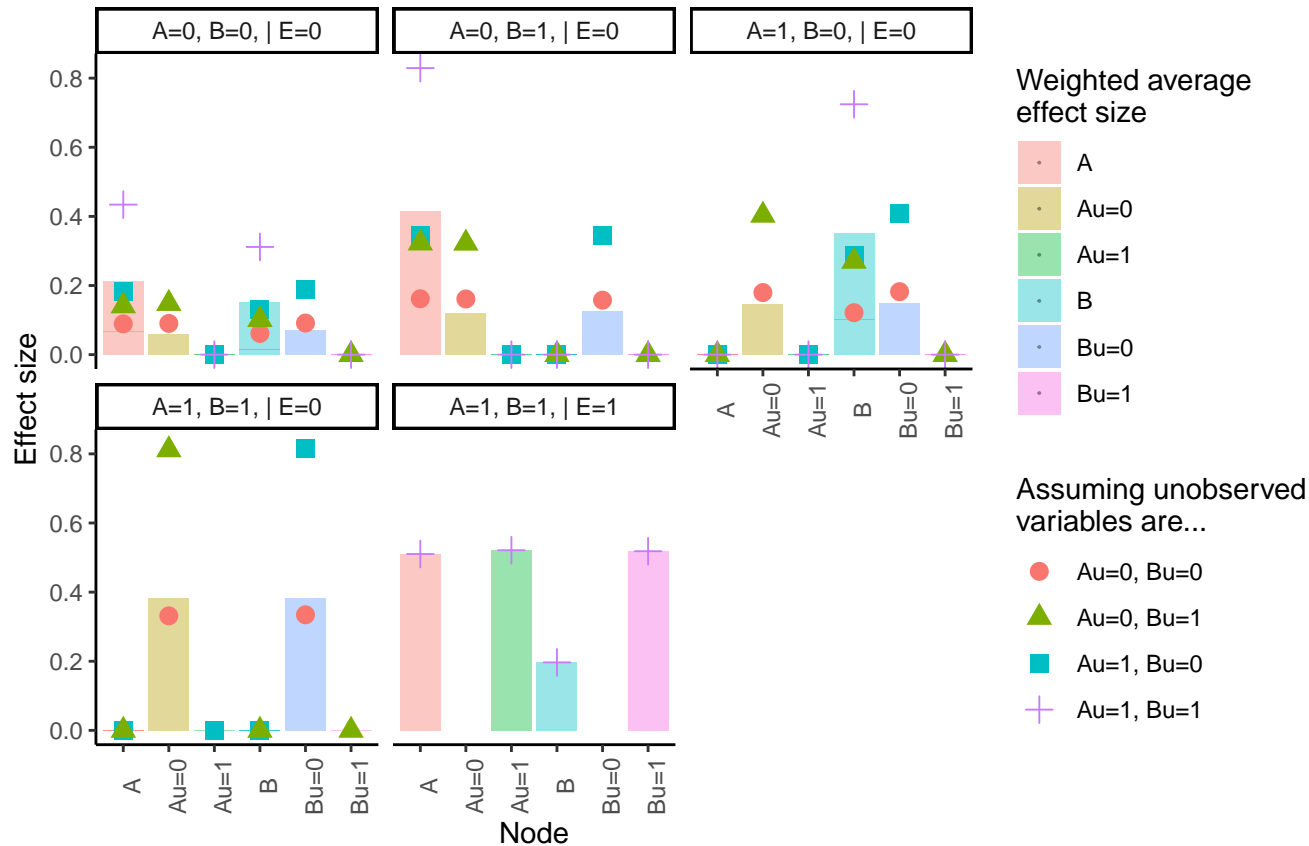 A=0, B=0, | E=0
A=0, B=1, | E=0
A=1, B=0, | E=0
0.8
0.6
0.4
0.2
0.0
A
Au=0
Au=1
B
Bu=0
Bu=1
A=1, B=1, | E=0
A=1, B=1, | E=1
0.8
0.6
0.4
0.2
0.0
A
Au=0
Au=1
B
Bu=0
Bu=1
A
Au=0
Au=1
B
Bu=0
Bu=1
Node
Effect size
Weighted average
effect size
A
Au=0
Au=1
B
Bu=0
Bu=1
Assuming unobserved
variables are...
Au=0, Bu=0
Au=0, Bu=1
Au=1, Bu=0
Au=1, Bu=1